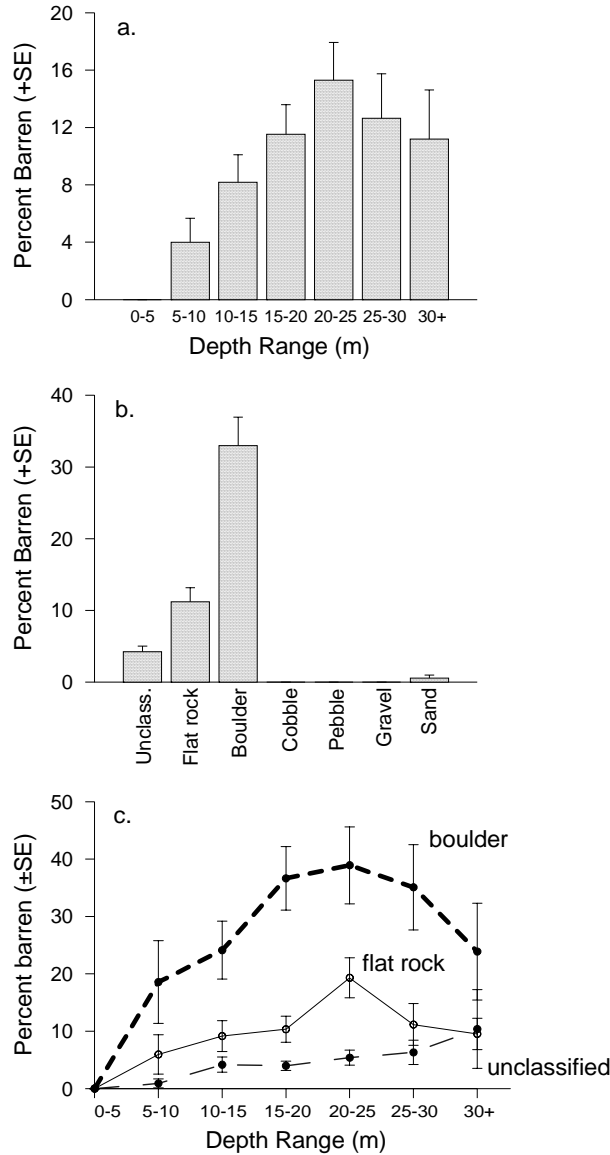 a.
Percent Barren (+SE)
20
16
12
8
4
0
0-5 5-10 10-15 15-20 20-25 25-30 30+
Depth Range (m)
b.
Percent Barren (+SE)
40
30
20
10
0
Unclass. Flat rock Boulder Cobble Pebble Gravel Sand
c.
Percent barren (±SE)
50
40
30
20
10
0
boulder
flat rock
unclassified
0-5 5-10 10-15 15-20 20-25 25-30 30+
Depth Range (m)